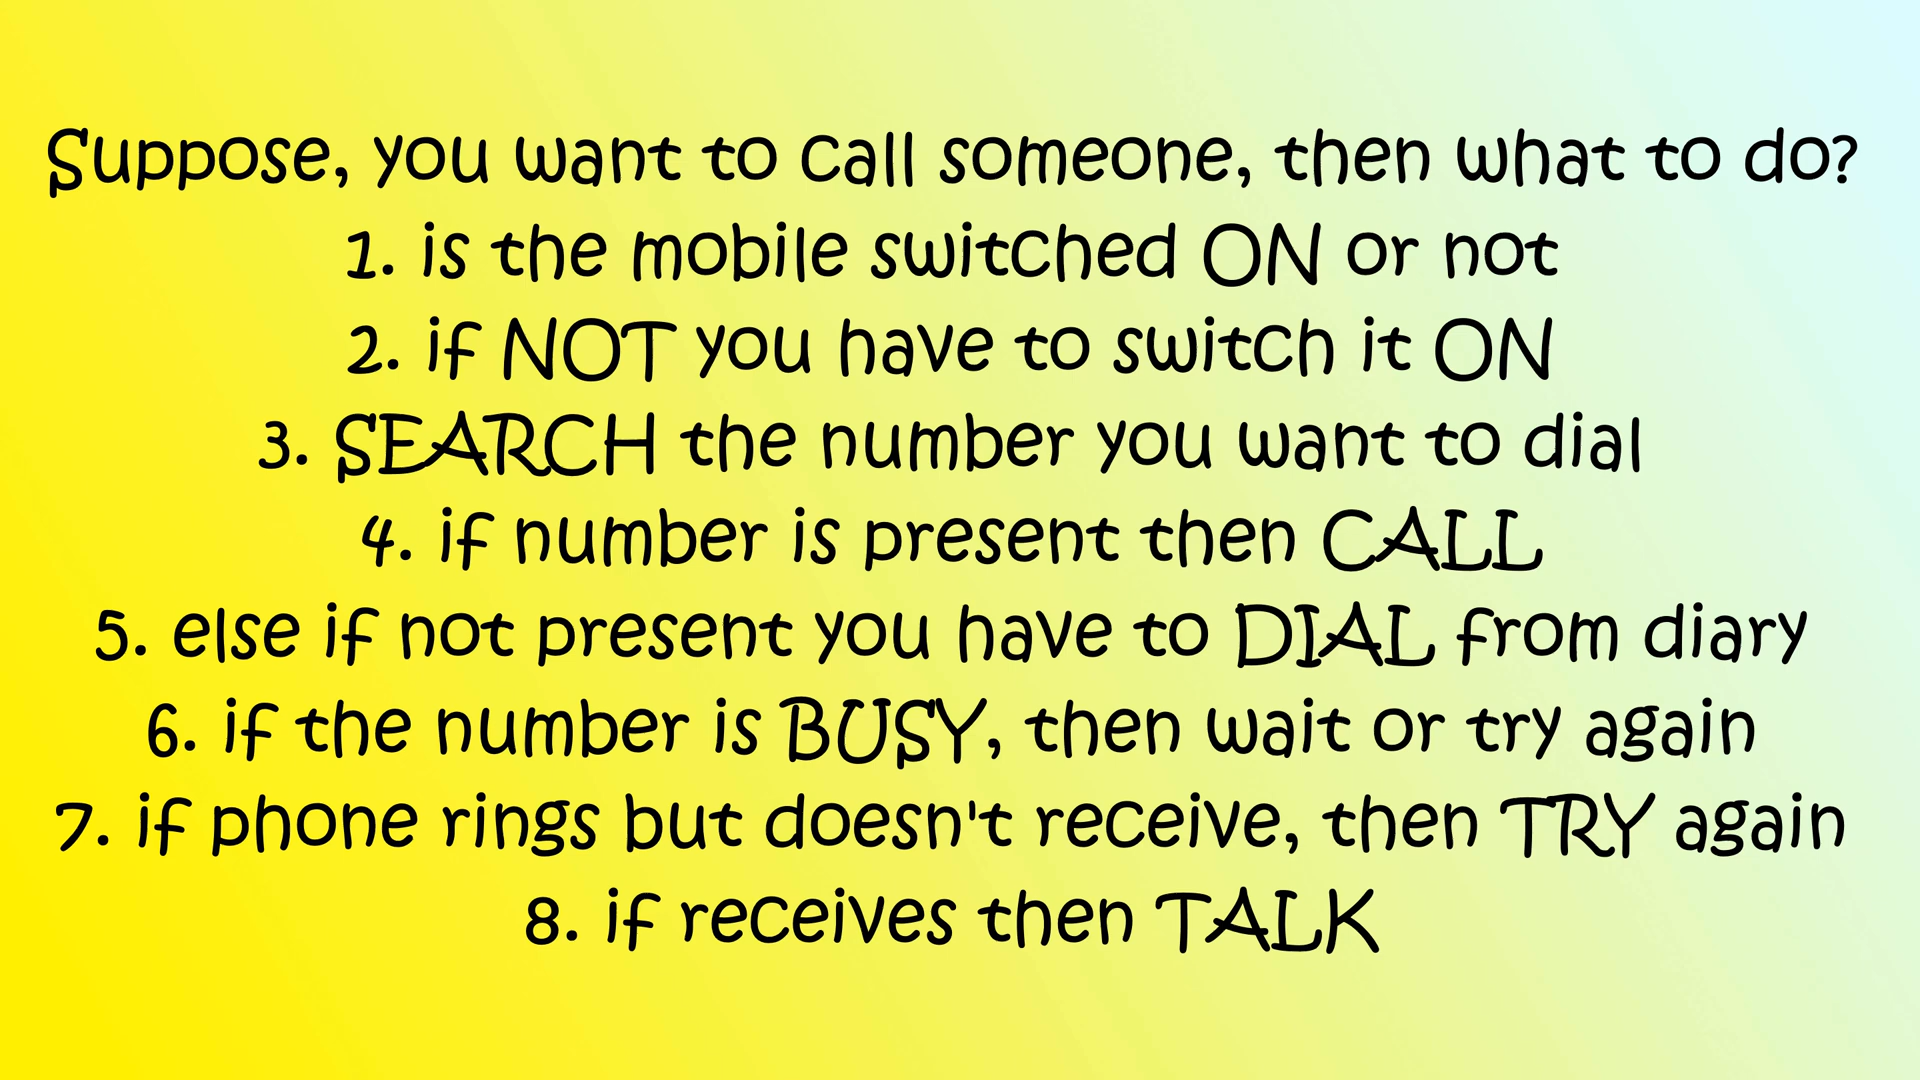 Suppose, you want to call someone, then what to do?
1. is the mobile switched ON or not
2. if NOT you have to switch it ON
3. SEARCH the number you want to dial
4. if number is present then CALL
5. else if not present you have to DIAL from diary
6. if the number is BUSY, then wait or try again
7. if phone rings but doesn't receive, then TRY again
8. if receives then TALK